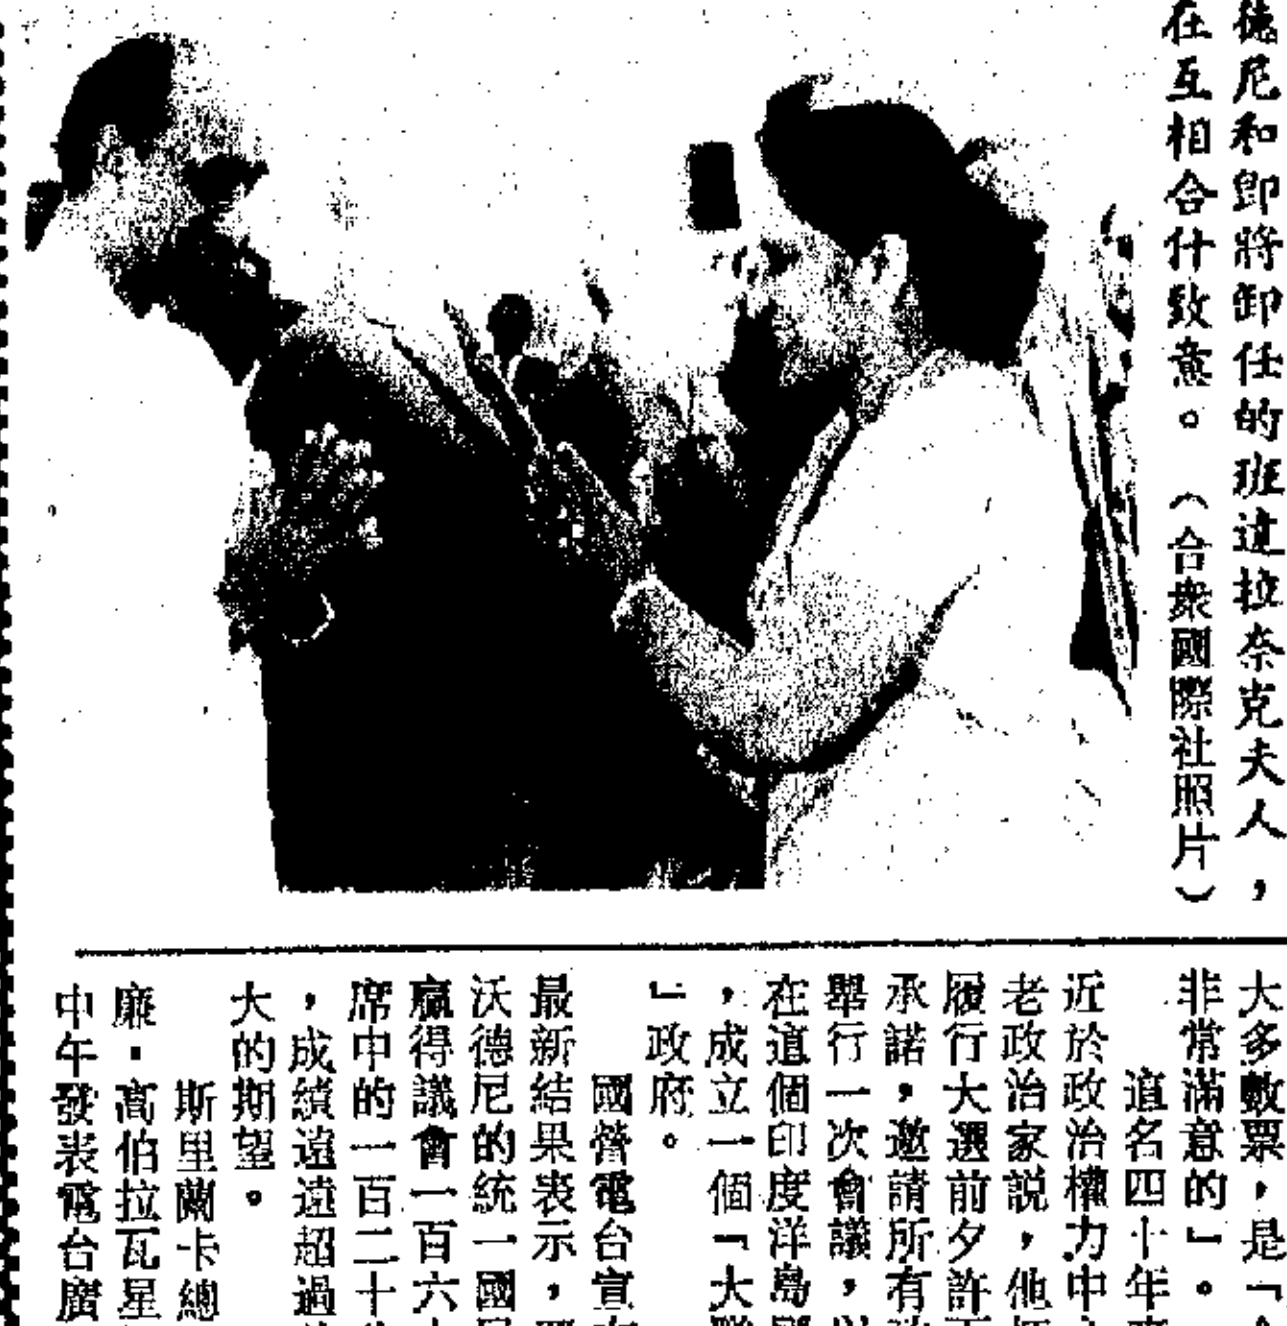 德尼和卽將卸任的班達拉奈克夫人，
在互相合什致意。（合衆國際社照片）
大多數票，是「
非常滿意的」。
這名四十年
近於政治權力中
老政治家説，他
履行大選前夕許
承諾，邀請所有
舉行一次會議，
在這個印度洋島
，成立一個「大
」政府。
國營電台宣
最新結果表示，
沃德尼的統一國
贏得議會一百六
席中的一百二十
，成績遠遠超過
大的期望。
斯里蘭卡總
廉．高伯拉瓦星
中午發表電台廣